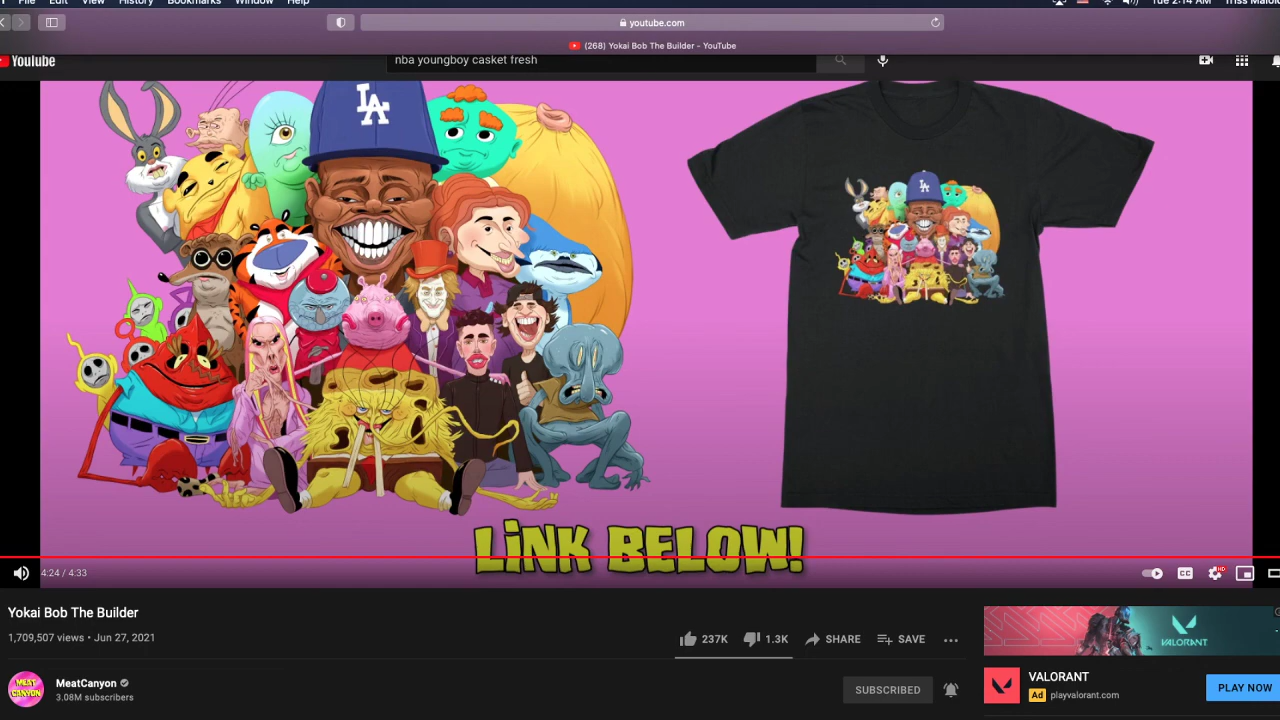 File Edit View History Bookmarks Window Help
Tue 2:14 AM
youtube.com
(268) Yokai Bob The Builder - YouTube
YouTube
nba youngboy casket fresh
LA
LA
LINK BELOW!
4:24 / 4:33
CC
HD
Yokai Bob The Builder
1,709,507 views • Jun 27, 2021
237K
1.3K
SHARE
SAVE
VALORANT
MEAT CANYON
MeatCanyon
3.08M subscribers
SUBSCRIBED
VALORANT
Ad playvalorant.com
PLAY NOW